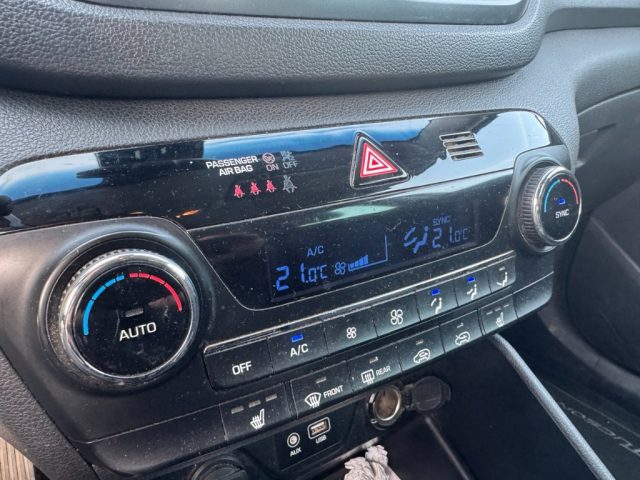 PASSENGER
AIR BAG
ON
OFF
A/C
SYNC
21.0°C
21.0°C
AUTO
SYNC
OFF
A/C
FRONT
REAR
AUX
USB